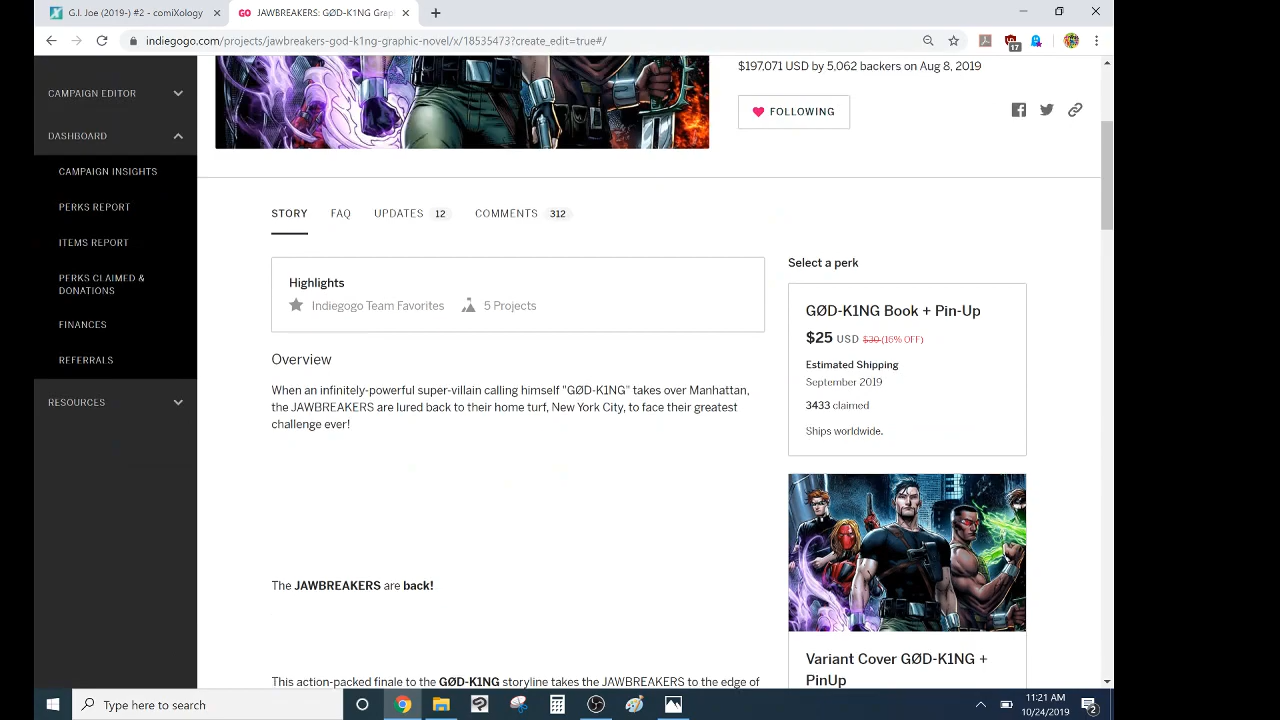 G.I. Joe (2019-) #2 - comiXology
GO JAWBREAKERS: GØD-K1NG Grap
indiegogo.com/projects/jawbreakers-god-k1ng-graphic-novel/x/18535473?create_edit=true#/
17
CAMPAIGN EDITOR
DASHBOARD
CAMPAIGN INSIGHTS
PERKS REPORT
ITEMS REPORT
PERKS CLAIMED &
DONATIONS
FINANCES
REFERRALS
RESOURCES
$197,071 USD by 5,062 backers on Aug 8, 2019
FOLLOWING
STORY FAQ UPDATES 12 COMMENTS 312
Highlights
Indiegogo Team Favorites 5 Projects
Overview
When an infinitely-powerful super-villain calling himself "GØD-K1NG" takes over Manhattan,
the JAWBREAKERS are lured back to their home turf, New York City, to face their greatest
challenge ever!
The JAWBREAKERS are back!
This action-packed finale to the GØD-K1NG storyline takes the JAWBREAKERS to the edge of
Select a perk
GØD-K1NG Book + Pin-Up
$25 USD $30 (16% OFF)
Estimated Shipping
September 2019
3433 claimed
Ships worldwide.
Variant Cover GØD-K1NG +
PinUp
Type here to search
11:21 AM
10/24/2019
2